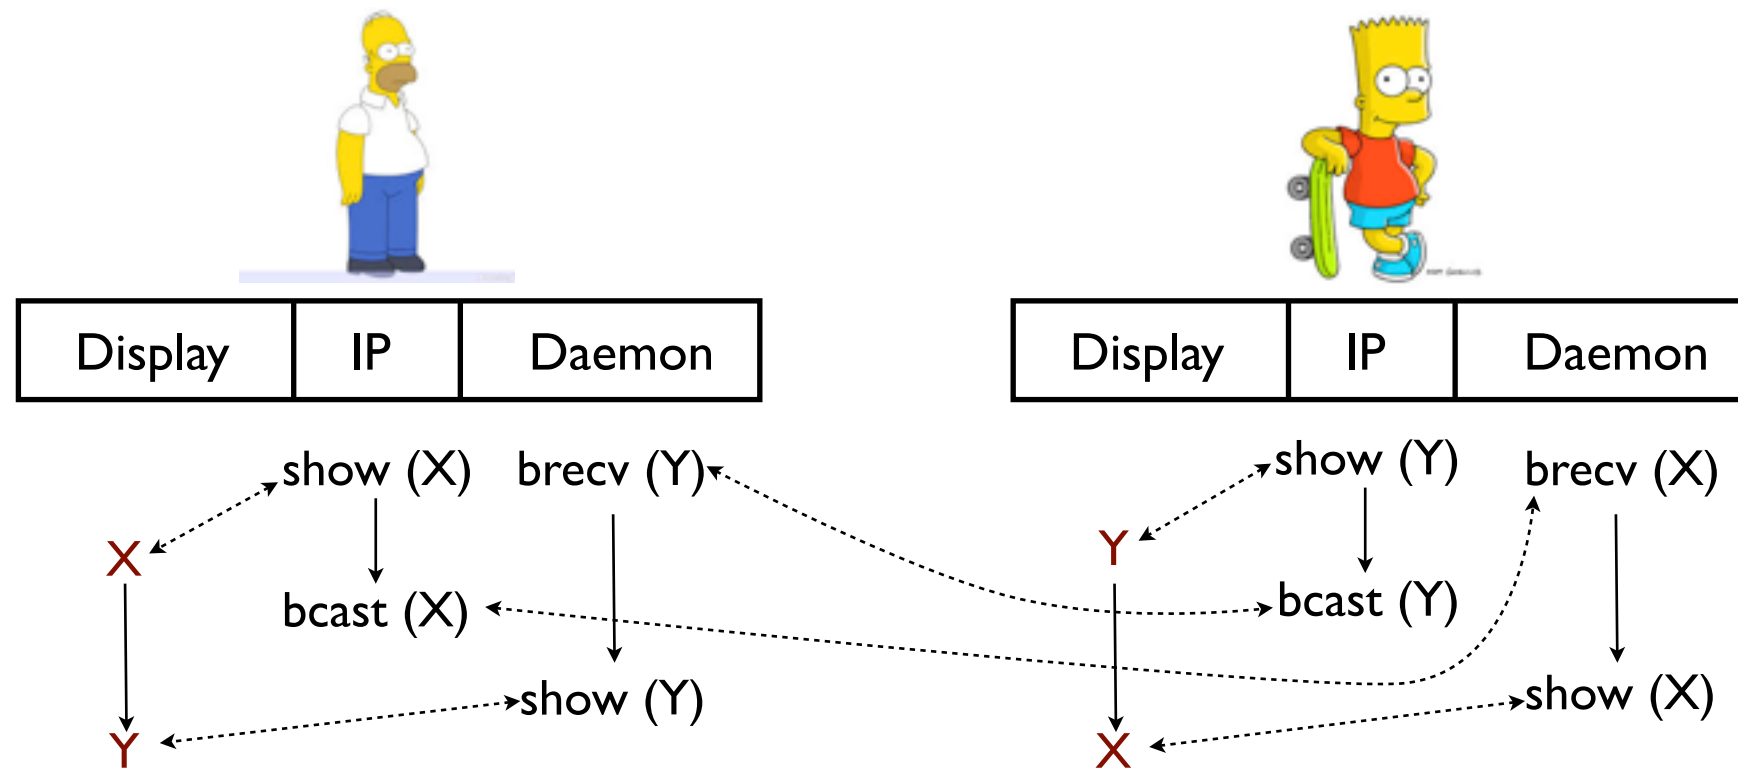 Display IP Daemon
show (X) brecv (Y)
X
bcast (X)
show (Y)
Y
Display IP Daemon
show (Y) brecv (X)
Y
bcast (Y)
show (X)
X